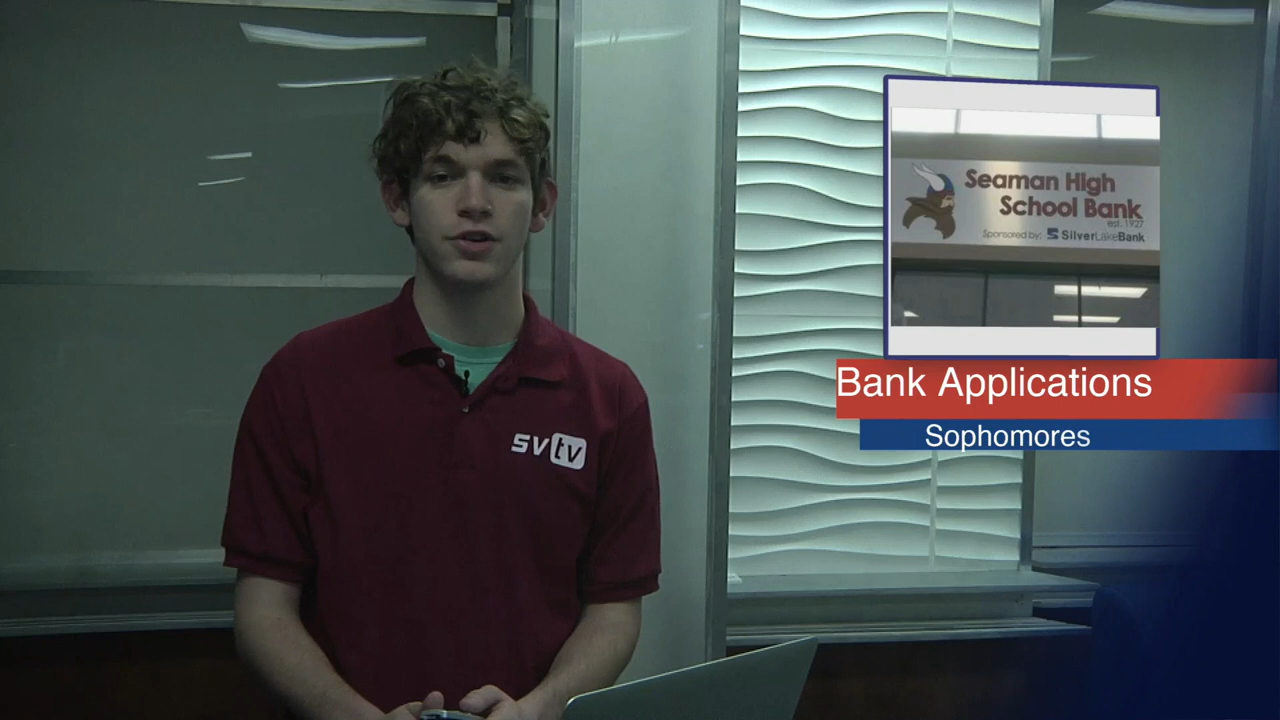 Seaman High
School Bank
est. 1927
Sponsored by: SilverLakeBank
Bank Applications
Sophomores
SVtv